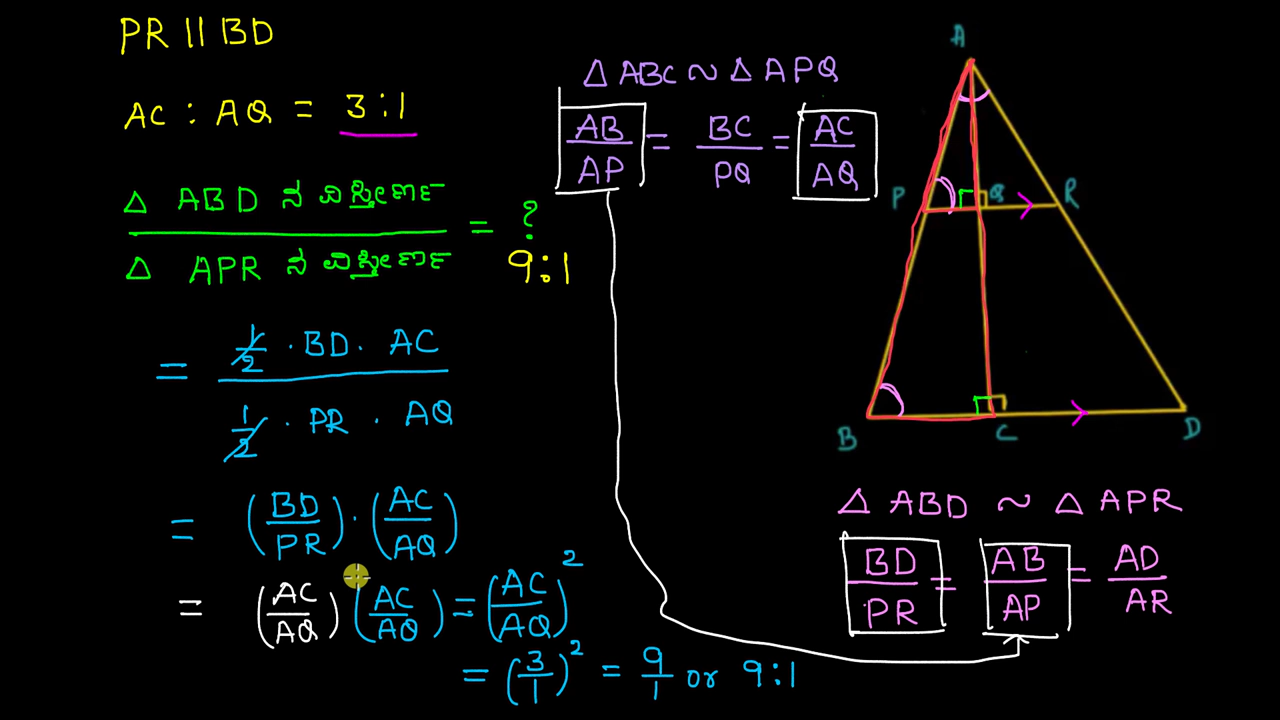 PR || BD
AC : AQ = 3:1
Δ ABD ನ ವಿಸ್ತೀರ್ಣ
Δ APR ನ ವಿಸ್ತೀರ್ಣ
= ?
9:1
= 1/2 · BD · AC
1/2 · PR · AQ
= (BD/PR) · (AC/AQ)
= (AC/AQ) (AC/AQ) = (AC/AQ)²
= (3/1)² = 9/1 or 9:1
Δ ABC ~ Δ APQ
AB/AP = BC/PQ = AC/AQ
A
P Q R
B C D
Δ ABD ~ Δ APR
BD/PR = AB/AP = AD/AR